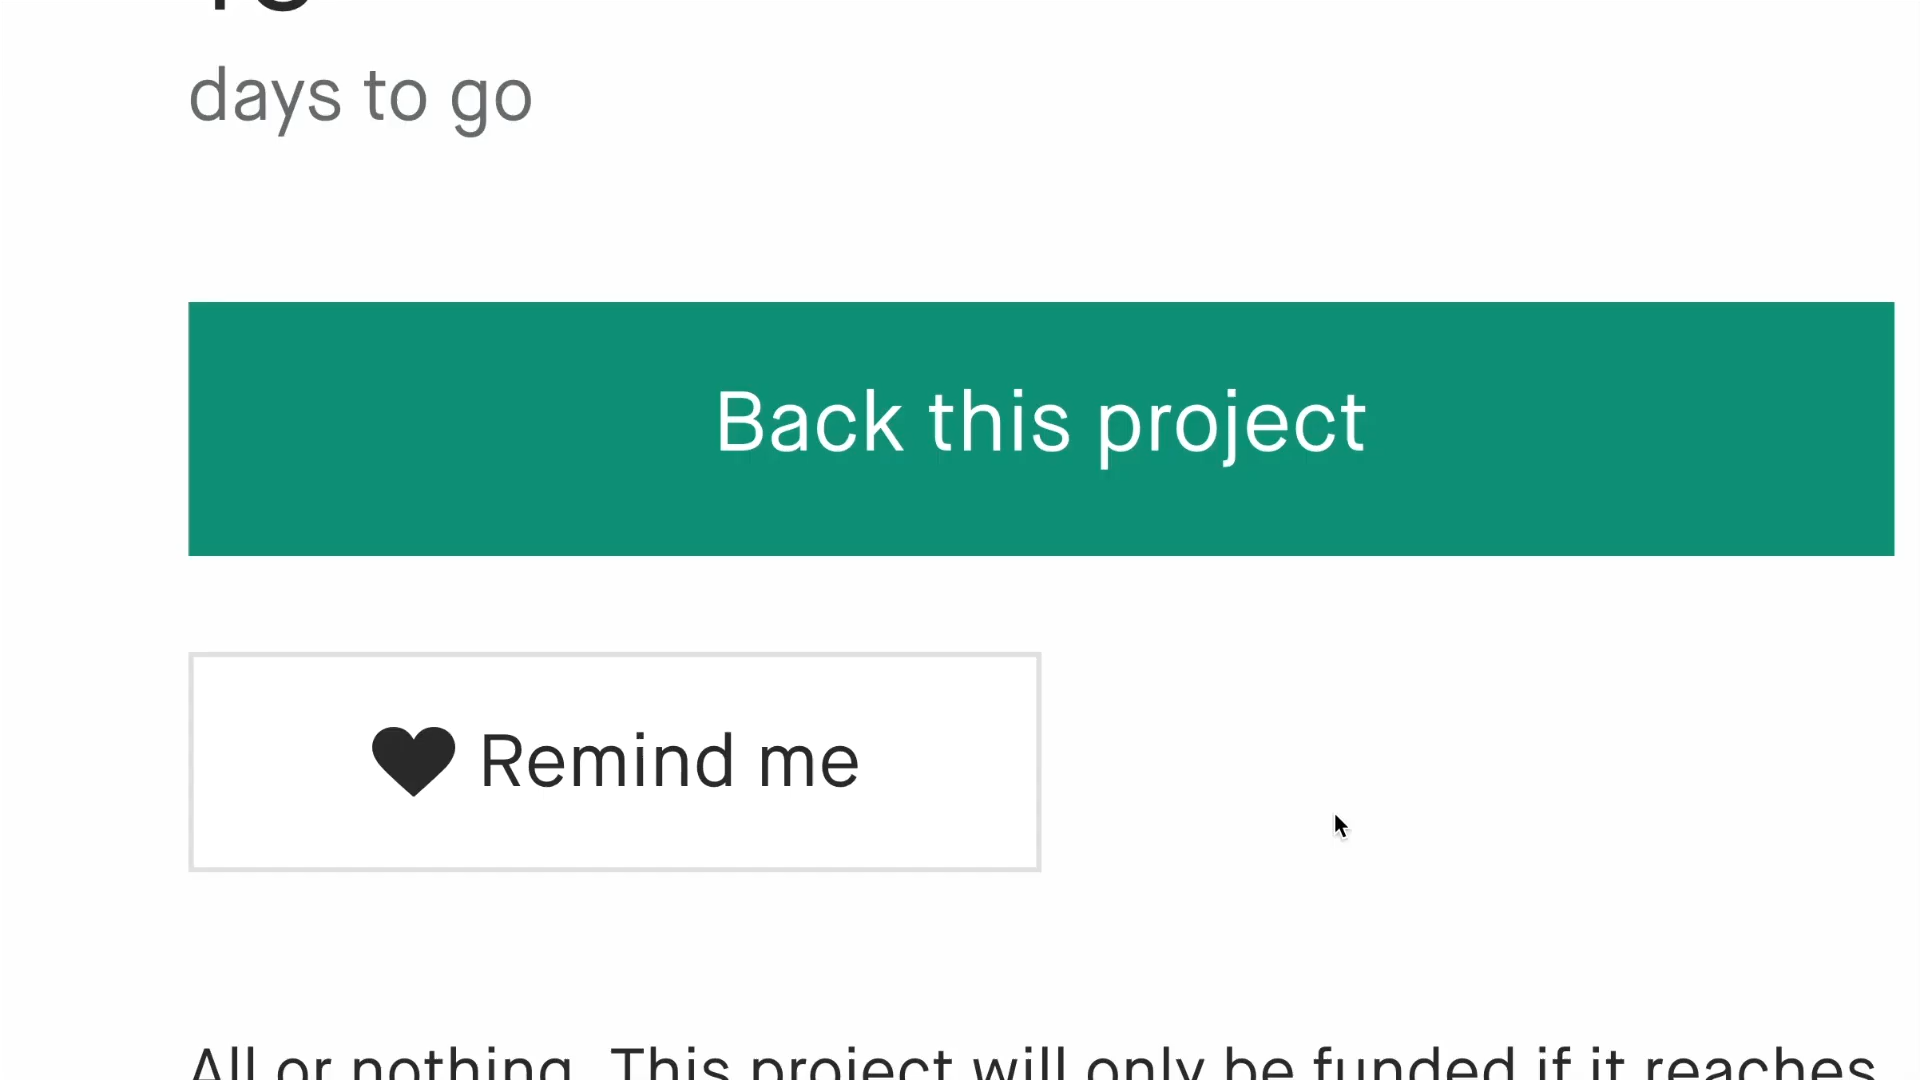 days to go
Back this project
Remind me
All or nothing. This project will only be funded if it reaches